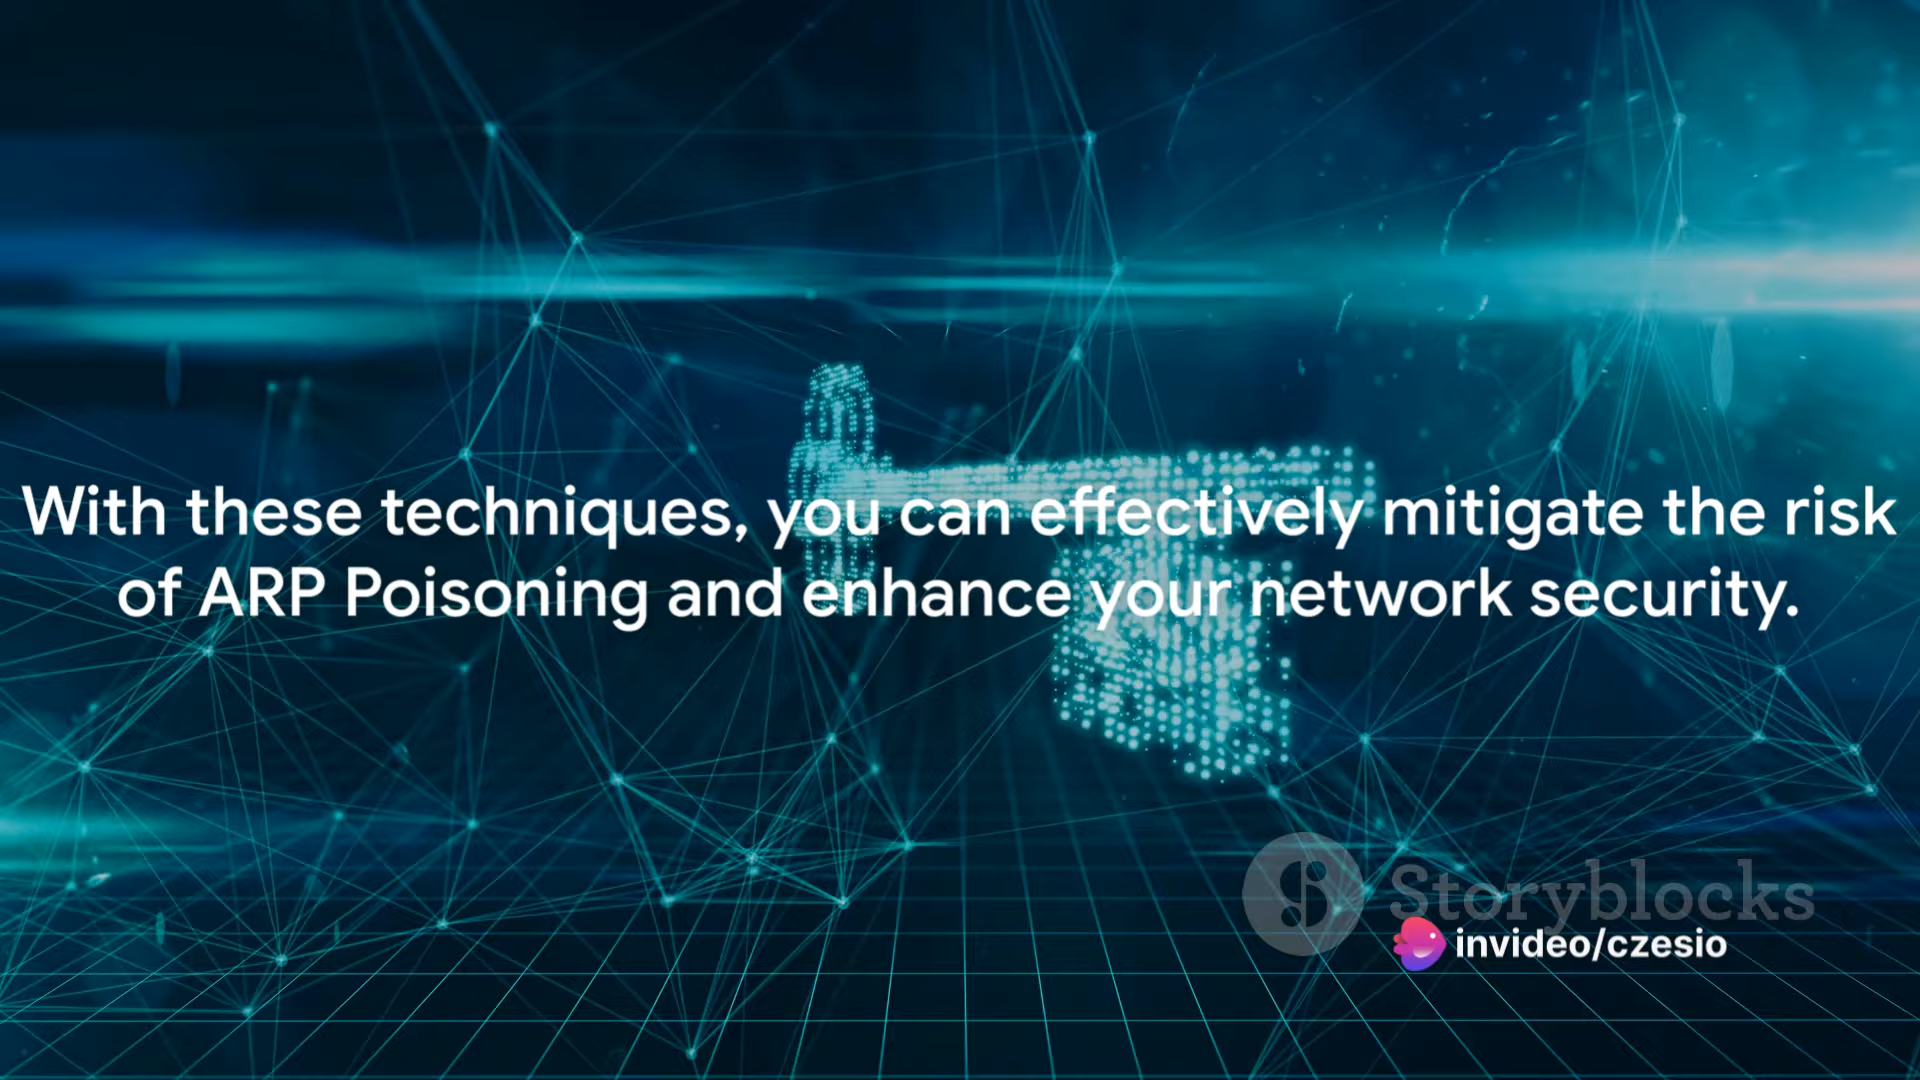 With these techniques, you can effectively mitigate the risk
of ARP Poisoning and enhance your network security.
Storyblocks
invideo/czesio